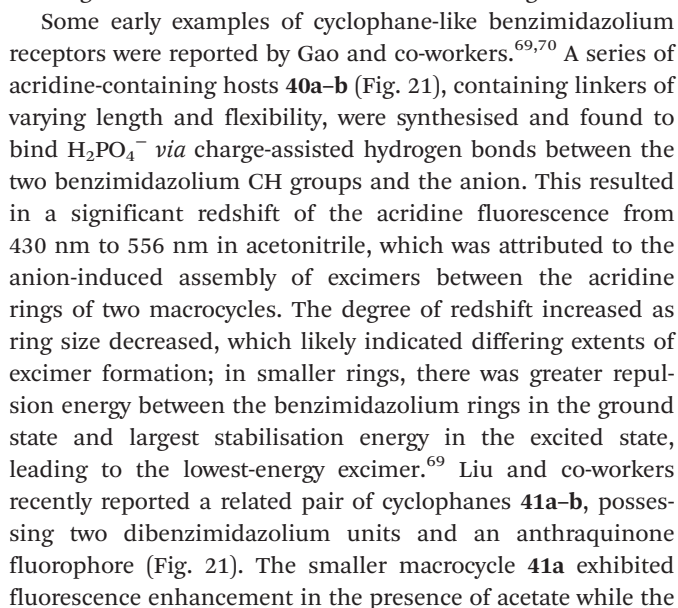 Some early examples of cyclophane-like benzimidazolium
receptors were reported by Gao and co-workers.69,70 A series of
acridine-containing hosts 40a–b (Fig. 21), containing linkers of
varying length and flexibility, were synthesised and found to
bind H2PO4− via charge-assisted hydrogen bonds between the
two benzimidazolium CH groups and the anion. This resulted
in a significant redshift of the acridine fluorescence from
430 nm to 556 nm in acetonitrile, which was attributed to the
anion-induced assembly of excimers between the acridine
rings of two macrocycles. The degree of redshift increased as
ring size decreased, which likely indicated differing extents of
excimer formation; in smaller rings, there was greater repul-
sion energy between the benzimidazolium rings in the ground
state and largest stabilisation energy in the excited state,
leading to the lowest-energy excimer.69 Liu and co-workers
recently reported a related pair of cyclophanes 41a–b, posses-
sing two dibenzimidazolium units and an anthraquinone
fluorophore (Fig. 21). The smaller macrocycle 41a exhibited
fluorescence enhancement in the presence of acetate while the